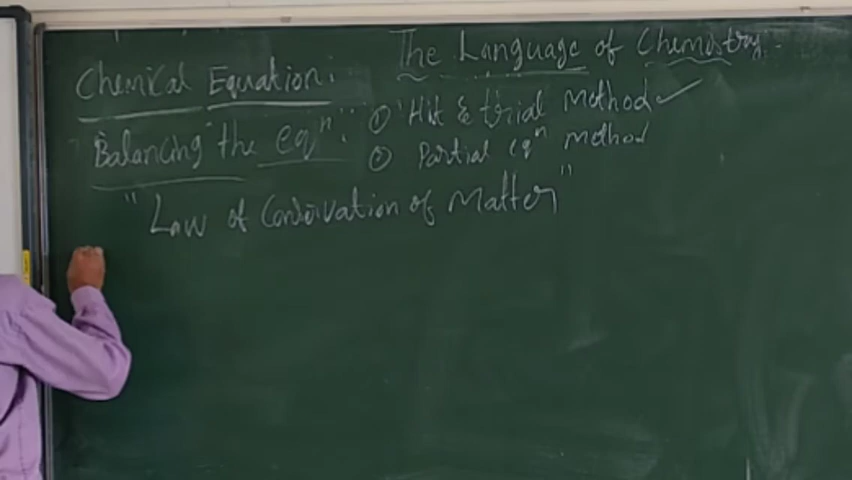 The Language of Chemistry.
Chemical Equation:
Balancing the eqⁿ: ① Hit & trial Method ✓
② Partial eqⁿ method
"Law of Conservation of Matter"